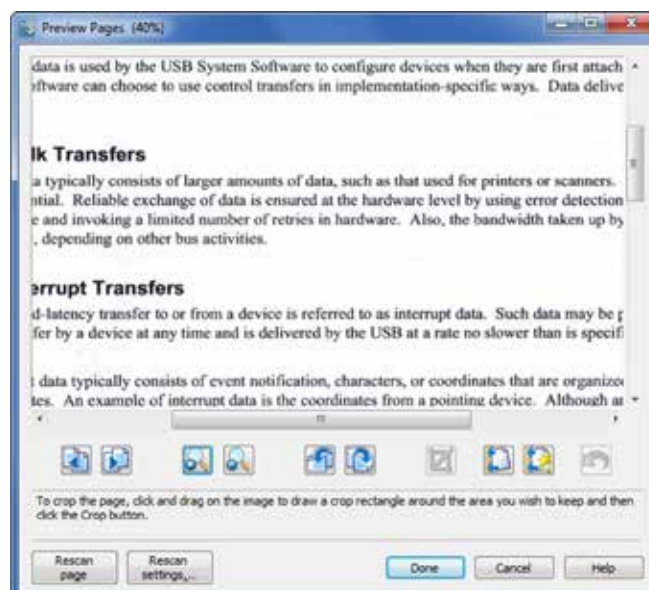 Preview Pages (40%)
data is used by the USB System Software to configure devices when they are first attach
oftware can choose to use control transfers in implementation-specific ways. Data delive
lk Transfers
a typically consists of larger amounts of data, such as that used for printers or scanners.
ntial. Reliable exchange of data is ensured at the hardware level by using error detection
e and invoking a limited number of retries in hardware. Also, the bandwidth taken up by
, depending on other bus activities.
errupt Transfers
d-latency transfer to or from a device is referred to as interrupt data. Such data may be p
fer by a device at any time and is delivered by the USB at a rate no slower than is specifi
t data typically consists of event notification, characters, or coordinates that are organized
tes. An example of interrupt data is the coordinates from a pointing device. Although an
To crop the page, click and drag on the image to draw a crop rectangle around the area you wish to keep and then
click the Crop button.
Rescan page
Rescan settings,...
Done
Cancel
Help